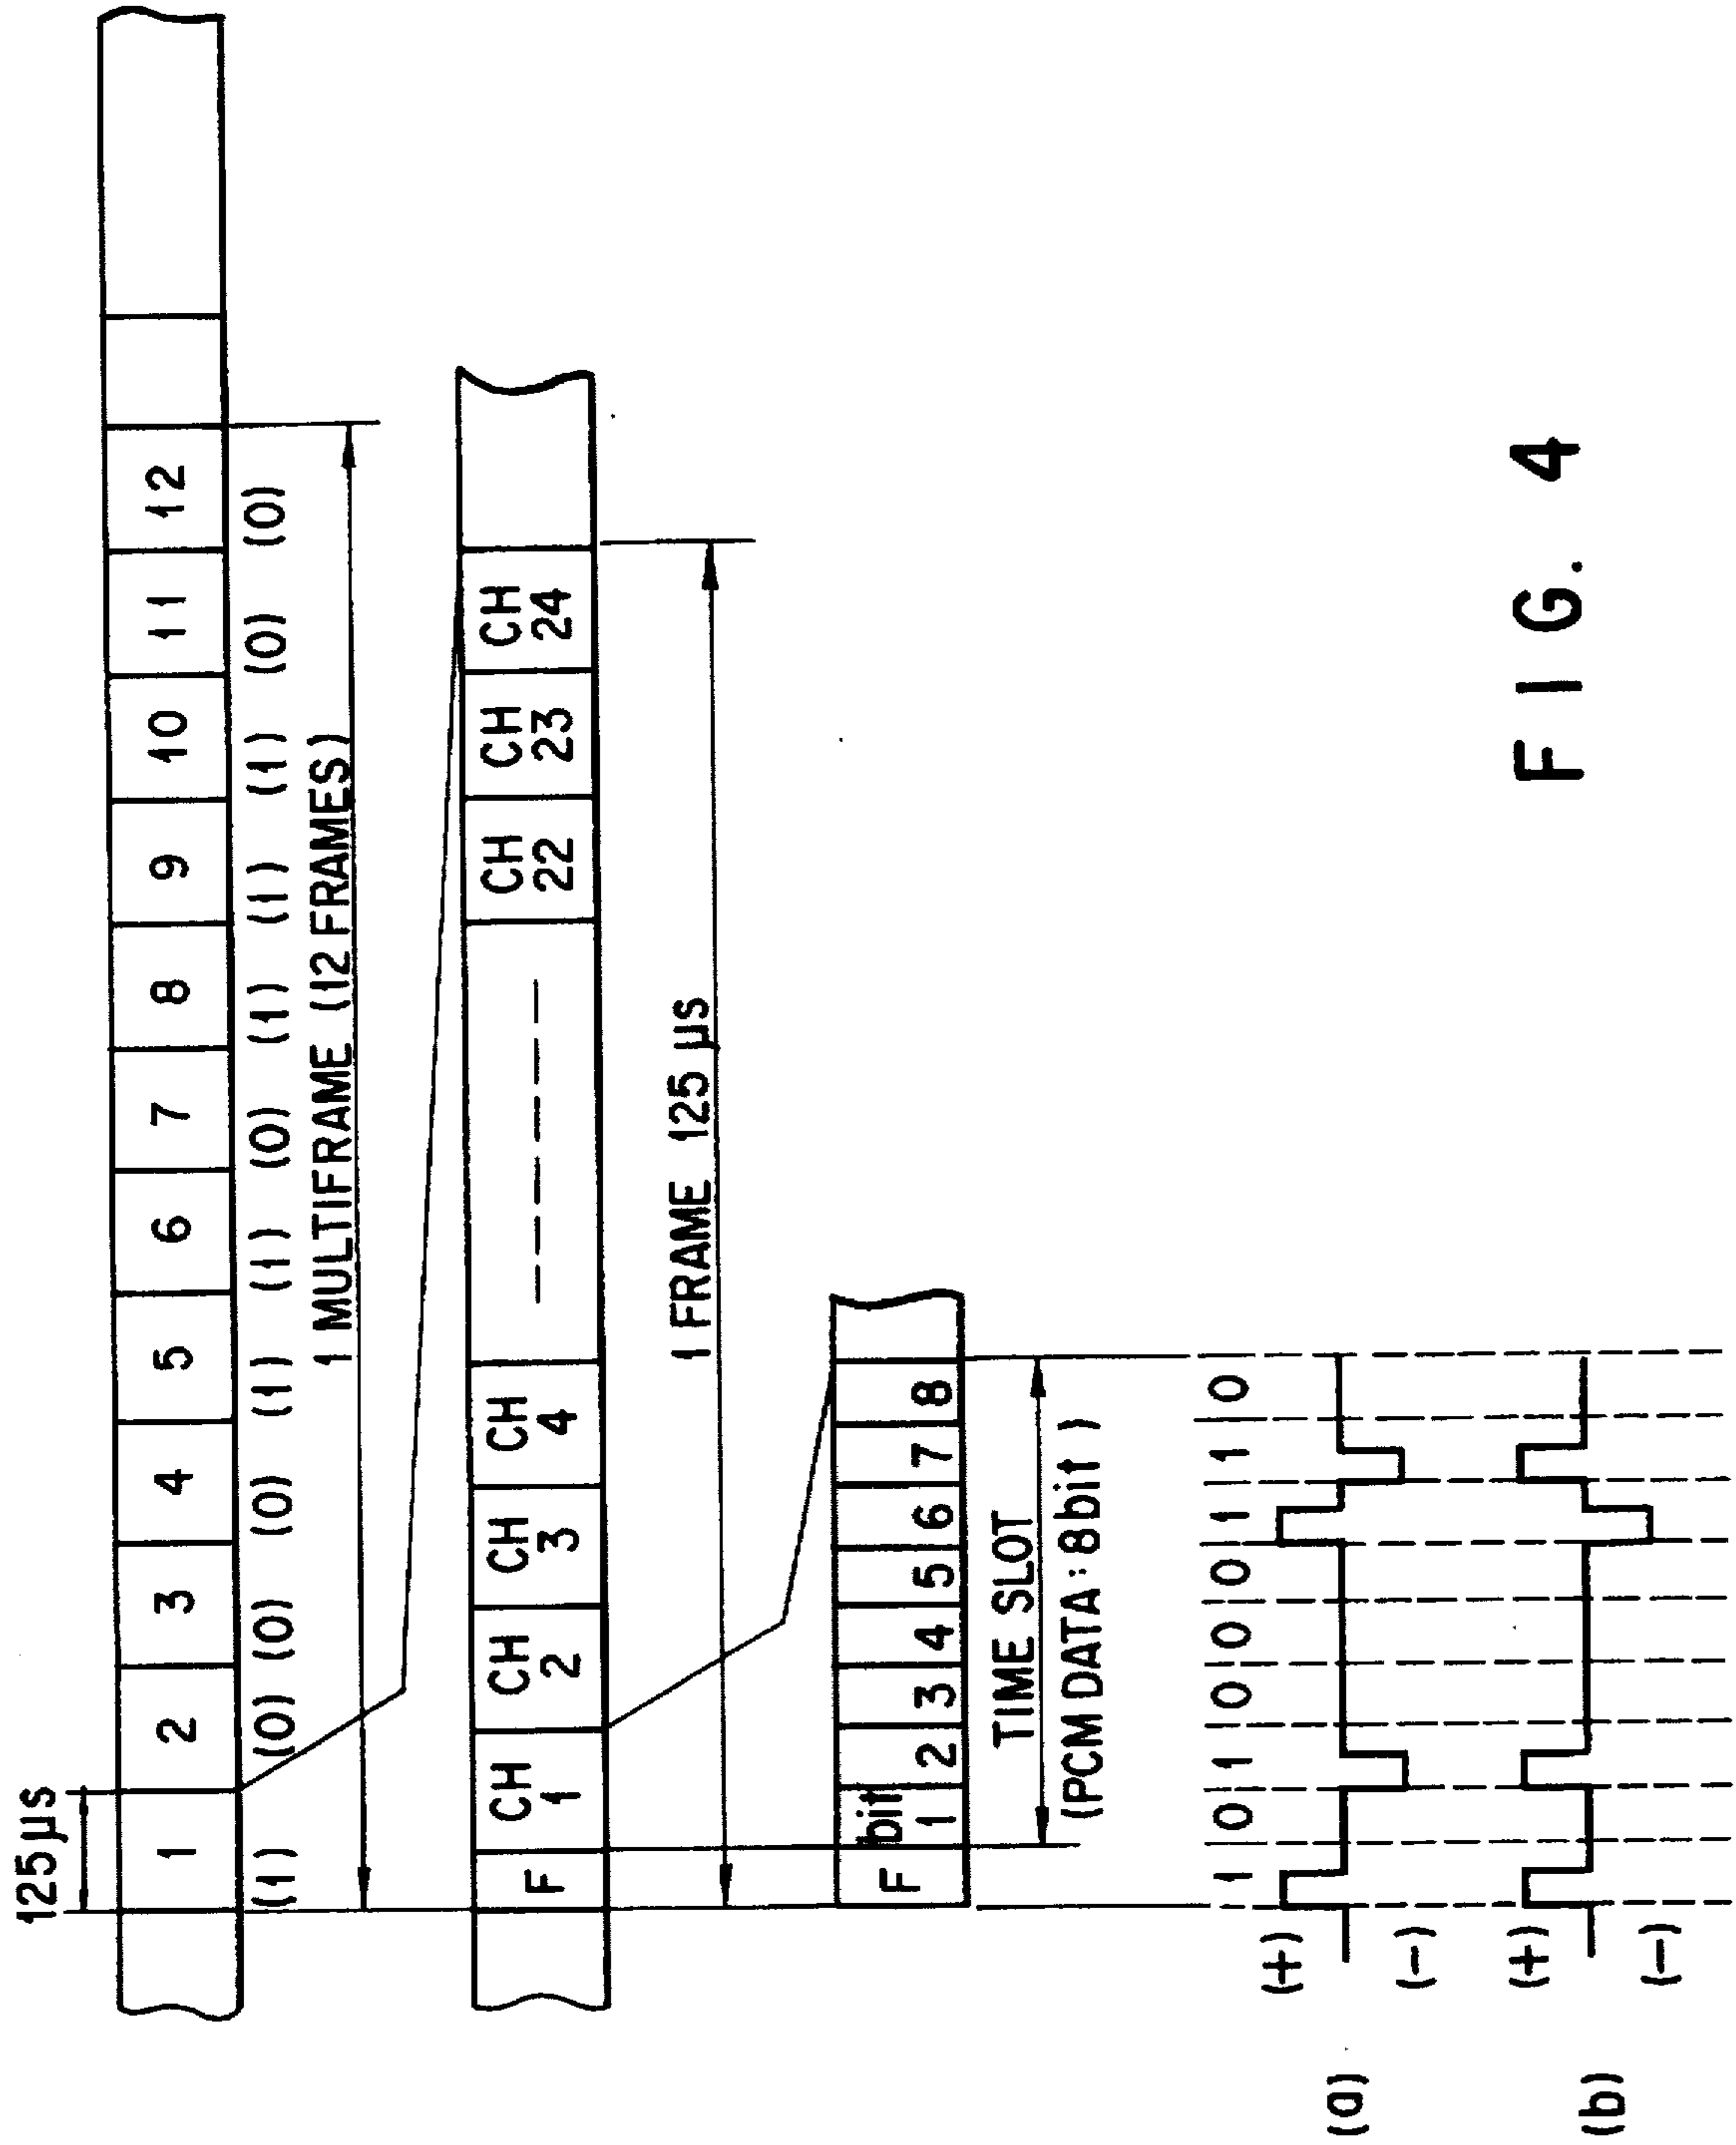 125 μs
1 2 3 4 5 6 7 8 9 10 11 12
(1) (0) (0) (0) (1) (1) (0) (1) (1) (1) (0) (0)
1 MULTIFRAME (12 FRAMES)
F CH 1 CH 2 CH 3 CH 4 CH 22 CH 23 CH 24
1 FRAME 125 μs
F bit 1 2 3 4 5 6 7 8
TIME SLOT
(PCM DATA : 8bit )
1 0 1 0 0 0 1 1 0
(a) (+) (-)
(b) (+) (-)
FIG. 4